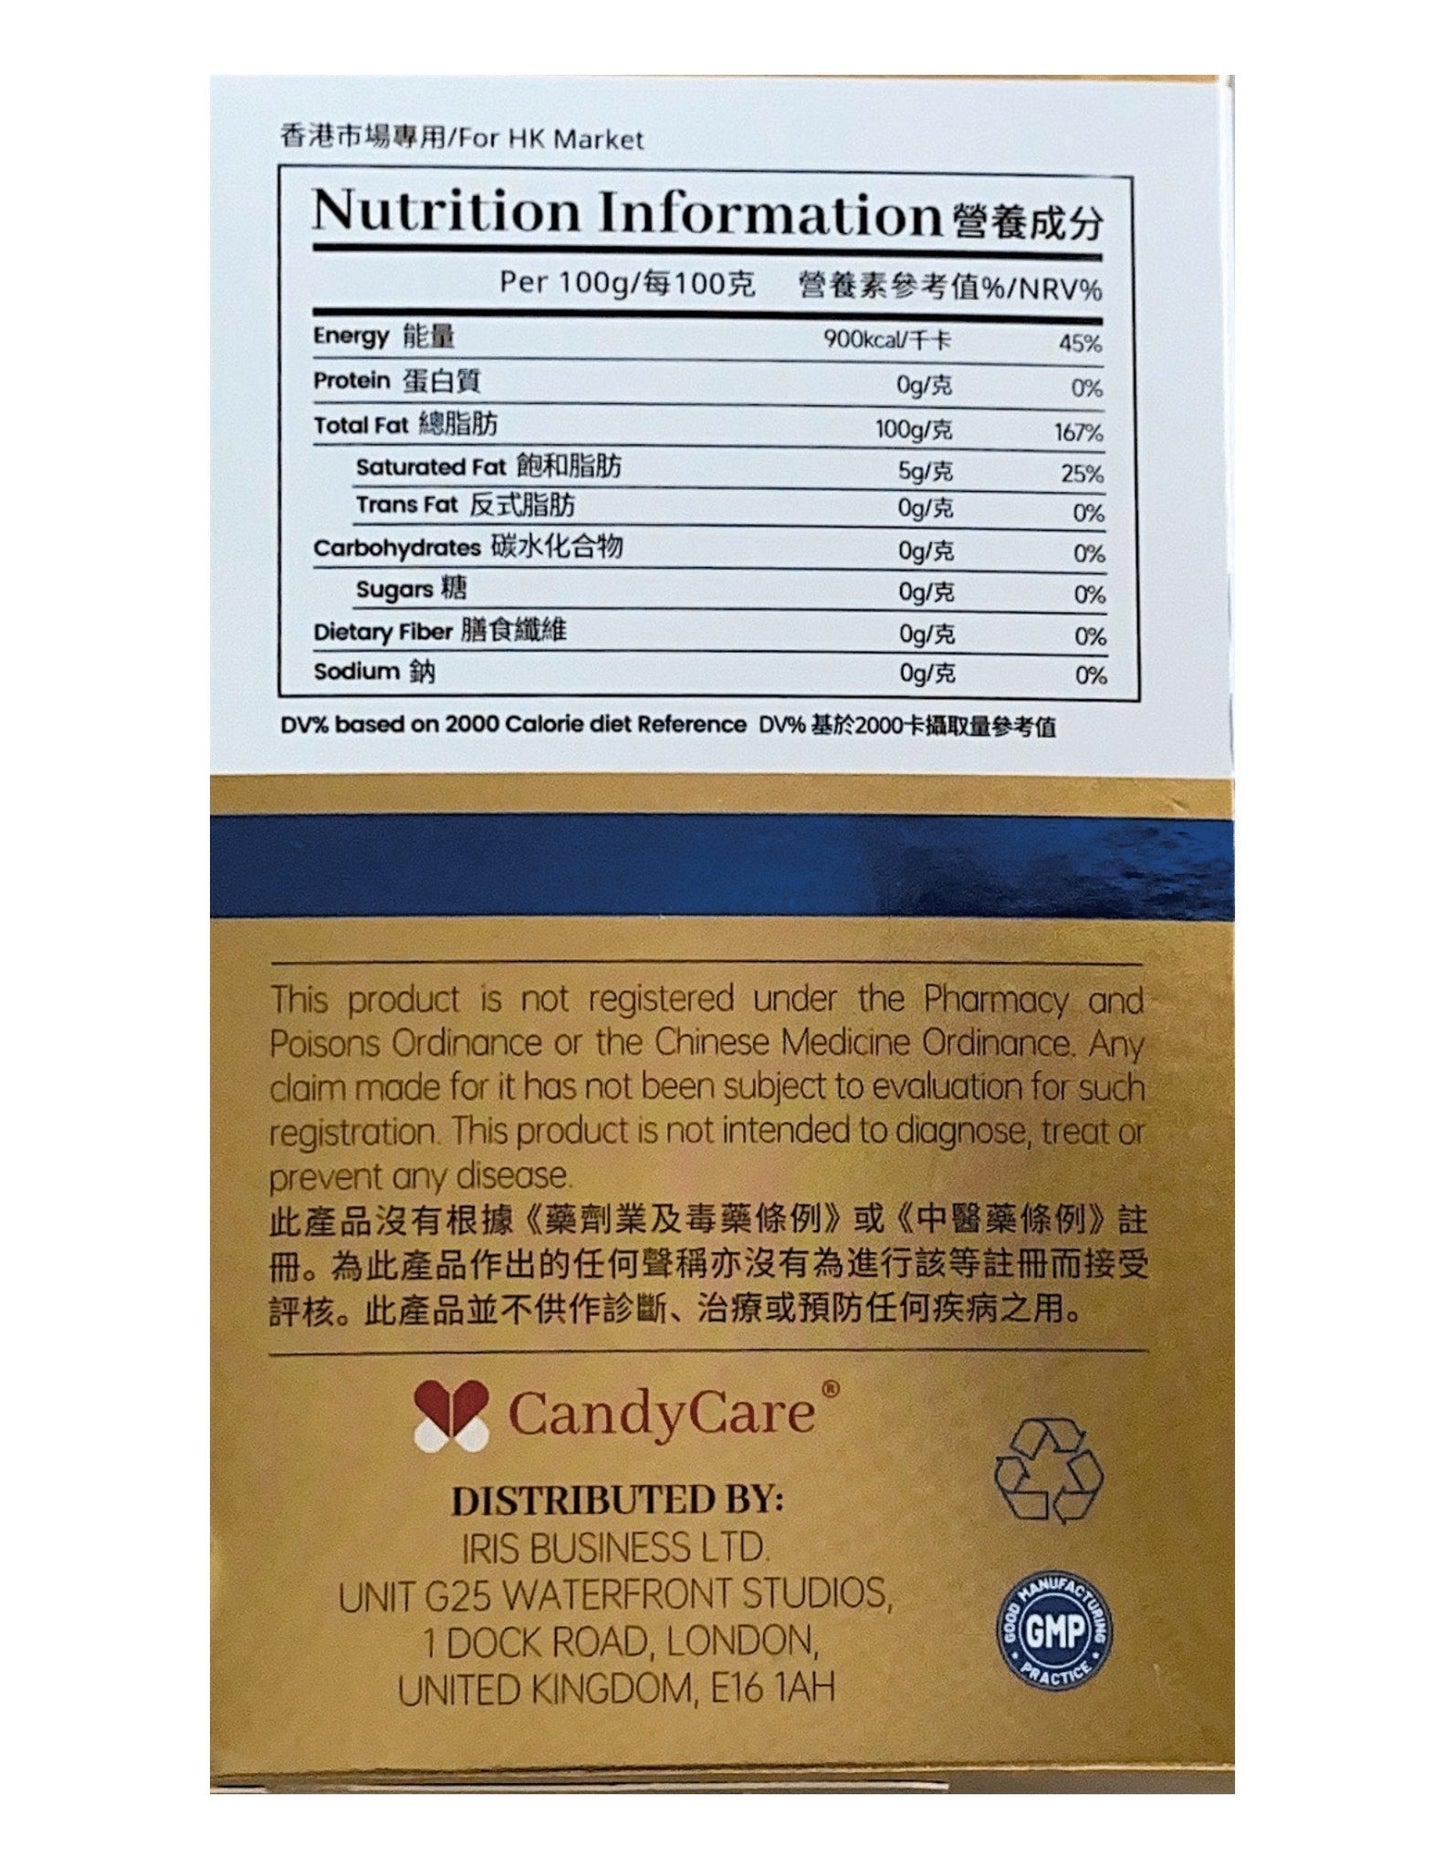 香港市場專用/For HK Market
Nutrition Information 營養成分
Per 100g/每100克 營養素參考值%/NRV%
Energy 能量 900kcal/千卡 45%
Protein 蛋白質 0g/克 0%
Total Fat 總脂肪 100g/克 167%
Saturated Fat 飽和脂肪 5g/克 25%
Trans Fat 反式脂肪 0g/克 0%
Carbohydrates 碳水化合物 0g/克 0%
Sugars 糖 0g/克 0%
Dietary Fiber 膳食纖維 0g/克 0%
Sodium 鈉 0g/克 0%
DV% based on 2000 Calorie diet Reference DV% 基於2000卡攝取量參考值
This product is not registered under the Pharmacy and
Poisons Ordinance or the Chinese Medicine Ordinance. Any
claim made for it has not been subject to evaluation for such
registration. This product is not intended to diagnose, treat or
prevent any disease.
此產品沒有根據《藥劑業及毒藥條例》或《中醫藥條例》註
冊。為此產品作出的任何聲稱亦沒有為進行該等註冊而接受
評核。此產品並不供作診斷、治療或預防任何疾病之用。
CandyCare®
DISTRIBUTED BY:
IRIS BUSINESS LTD.
UNIT G25 WATERFRONT STUDIOS,
1 DOCK ROAD, LONDON,
UNITED KINGDOM, E16 1AH
GOOD MANUFACTURING
GMP
PRACTICE